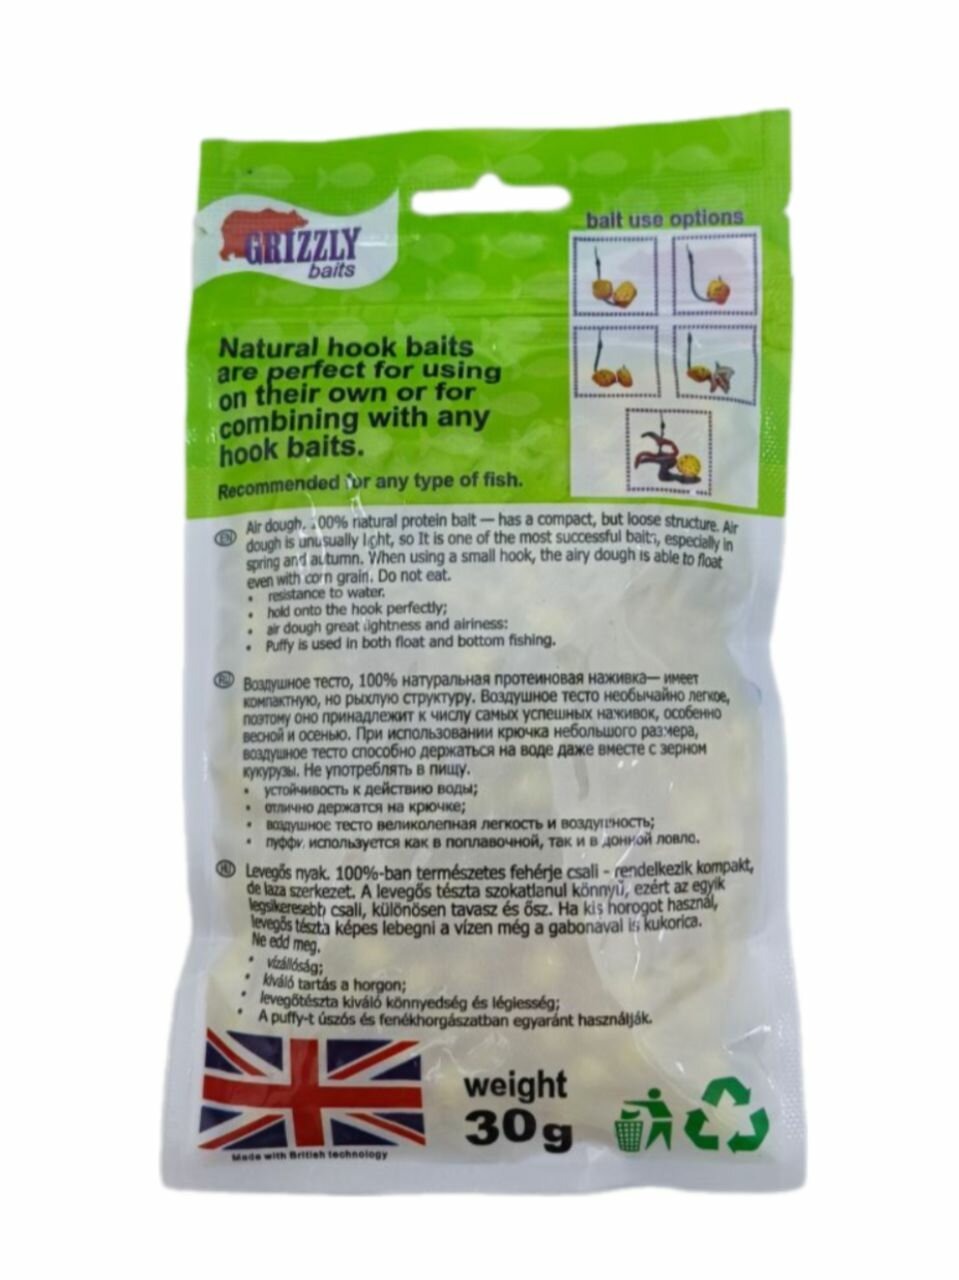 GRIZZLY
baits
bait use options
Natural hook baits
are perfect for using
on their own or for
combining with any
hook baits.
Recommended for any type of fish.
EN
Air dough. 100% natural protein bait — has a compact, but loose structure. Air
dough is unusually light, so It is one of the most successful baits, especially in
spring and autumn. When using a small hook, the airy dough is able to float
even with corn grain. Do not eat.
• resistance to water.
• hold onto the hook perfectly;
• air dough great lightness and airiness:
• Puffy is used in both float and bottom fishing.
RU
Воздушное тесто, 100% натуральная протеиновая наживка— имеет
компактную, но рыхлую структуру. Воздушное тесто необычайно легкое,
поэтому оно принадлежит к числу самых успешных наживок, особенно
весной и осенью. При использовании крючка небольшого размера,
воздушное тесто способно держаться на воде даже вместе с зерном
кукурузы. Не употреблять в пищу.
• устойчивость к действию воды;
• отлично держатся на крючке;
• воздушное тесто великолепная легкость и воздушность;
• пуффи используется как в поплавочной, так и в донной ловле.
HU
Levegős nyak. 100%-ban természetes fehérje csali - rendelkezik kompakt,
de laza szerkezet. A levegős tészta szokatlanul könnyű, ezért az egyik
legsikeresebb csali, különösen tavasz és ősz. Ha kis horogot használ,
levegős tészta képes lebegni a vízen még a gabonával is kukorica.
Ne edd meg.
• vízállóság;
• kiváló tartás a horgon;
• levegőtészta kiváló könnyedség és légiesség;
• A puffy-t úszós és fenékhorgászatban egyaránt használják.
Made with British technology
weight
30g